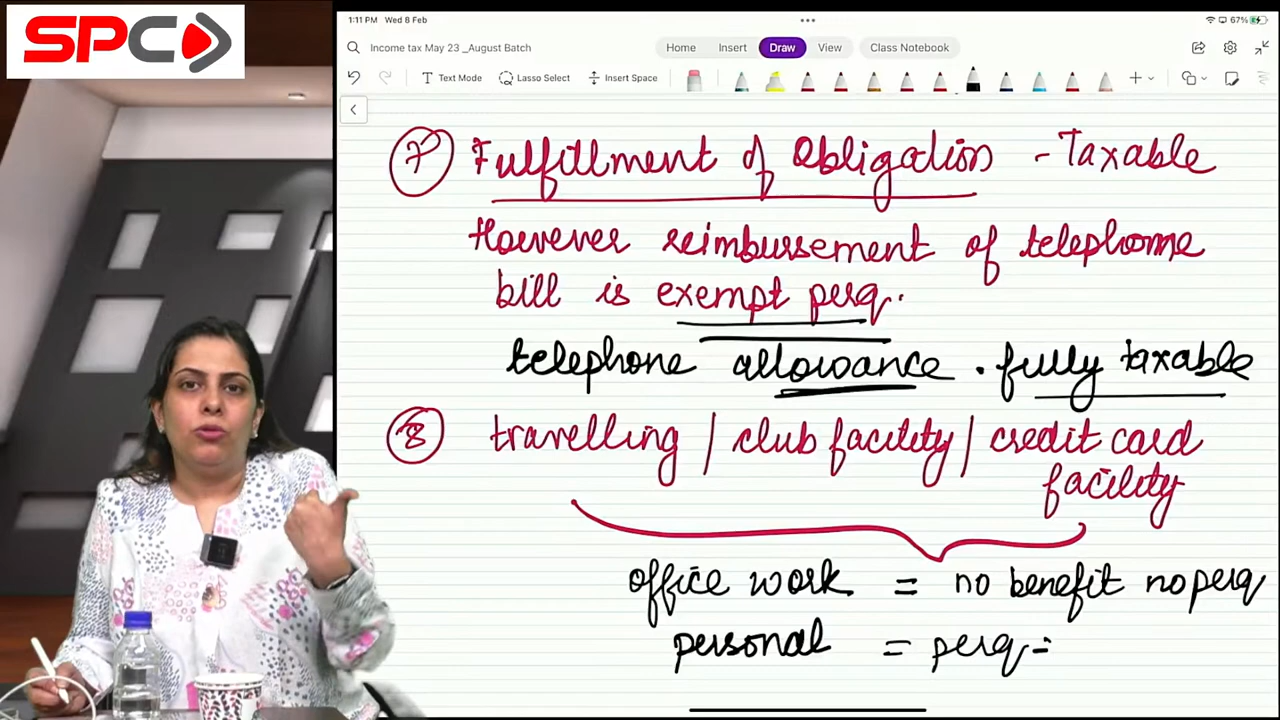 SPC
1:11 PM Wed 8 Feb
67%
Income tax May 23 _August Batch
Home Insert Draw View Class Notebook
Text Mode Lasso Select Insert Space
7 Fulfillment of Obligation - Taxable
However reimbursement of telephone
bill is exempt perq.
telephone allowance . fully taxable
8 travelling / club facility / credit card
facility
office work = no benefit no perq
personal = perq =